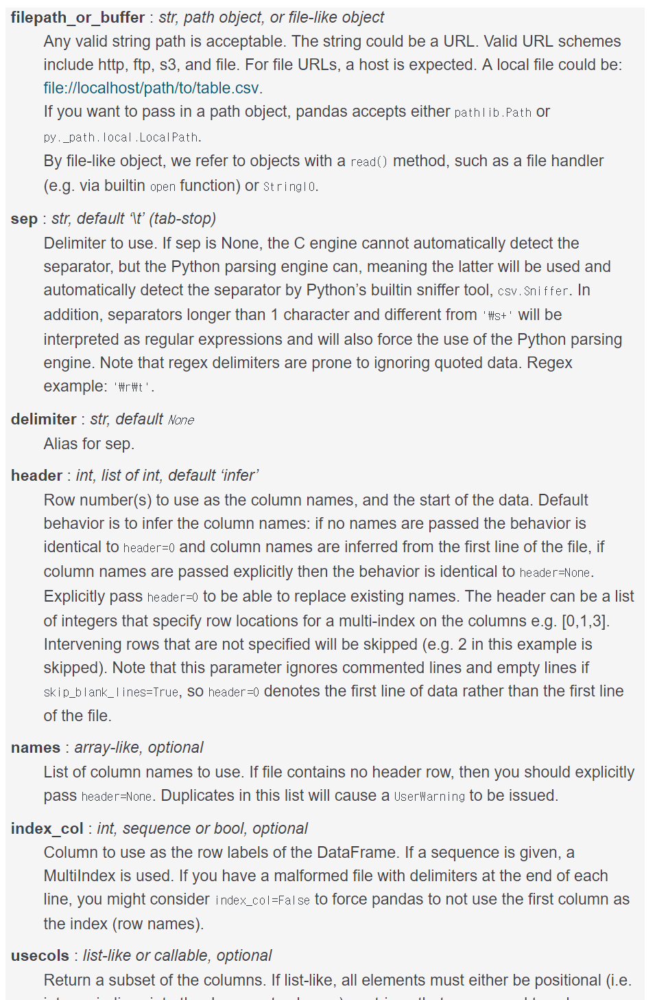 filepath_or_buffer : str, path object, or file-like object
Any valid string path is acceptable. The string could be a URL. Valid URL schemes
include http, ftp, s3, and file. For file URLs, a host is expected. A local file could be:
file://localhost/path/to/table.csv.
If you want to pass in a path object, pandas accepts either pathlib.Path or
py._path.local.LocalPath.
By file-like object, we refer to objects with a read() method, such as a file handler
(e.g. via builtin open function) or StringIO.
sep : str, default ‘\t’ (tab-stop)
Delimiter to use. If sep is None, the C engine cannot automatically detect the
separator, but the Python parsing engine can, meaning the latter will be used and
automatically detect the separator by Python’s builtin sniffer tool, csv.Sniffer. In
addition, separators longer than 1 character and different from '₩s+' will be
interpreted as regular expressions and will also force the use of the Python parsing
engine. Note that regex delimiters are prone to ignoring quoted data. Regex
example: '₩r₩t'.
delimiter : str, default None
Alias for sep.
header : int, list of int, default ‘infer’
Row number(s) to use as the column names, and the start of the data. Default
behavior is to infer the column names: if no names are passed the behavior is
identical to header=0 and column names are inferred from the first line of the file, if
column names are passed explicitly then the behavior is identical to header=None.
Explicitly pass header=0 to be able to replace existing names. The header can be a list
of integers that specify row locations for a multi-index on the columns e.g. [0,1,3].
Intervening rows that are not specified will be skipped (e.g. 2 in this example is
skipped). Note that this parameter ignores commented lines and empty lines if
skip_blank_lines=True, so header=0 denotes the first line of data rather than the first line
of the file.
names : array-like, optional
List of column names to use. If file contains no header row, then you should explicitly
pass header=None. Duplicates in this list will cause a UserWarning to be issued.
index_col : int, sequence or bool, optional
Column to use as the row labels of the DataFrame. If a sequence is given, a
MultiIndex is used. If you have a malformed file with delimiters at the end of each
line, you might consider index_col=False to force pandas to not use the first column as
the index (row names).
usecols : list-like or callable, optional
Return a subset of the columns. If list-like, all elements must either be positional (i.e.